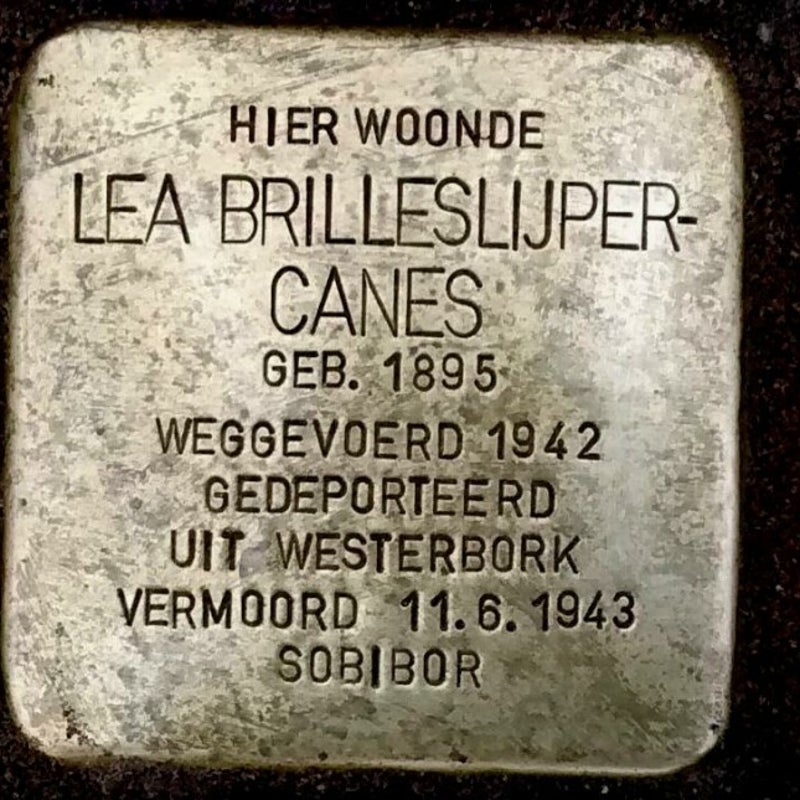 HIER WOONDE
LEA BRILLESLIJPER-
CANES
GEB. 1895
WEGGEVOERD 1942
GEDEPORTEERD
UIT WESTERBORK
VERMOORD 11.6.1943
SOBIBOR